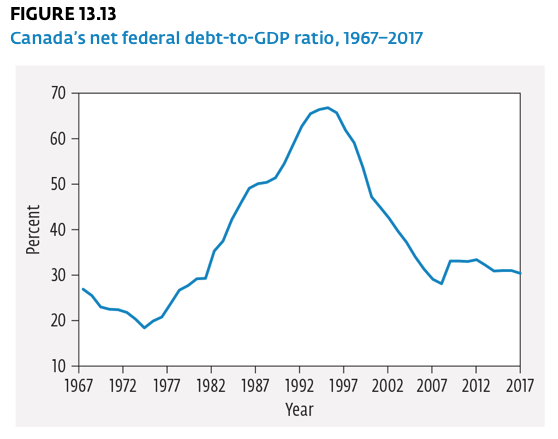 FIGURE 13.13
Canada's net federal debt-to-GDP ratio, 1967–2017
70
60
50
40
30
20
10
Percent
1967 1972 1977 1982 1987 1992 1997 2002 2007 2012 2017
Year